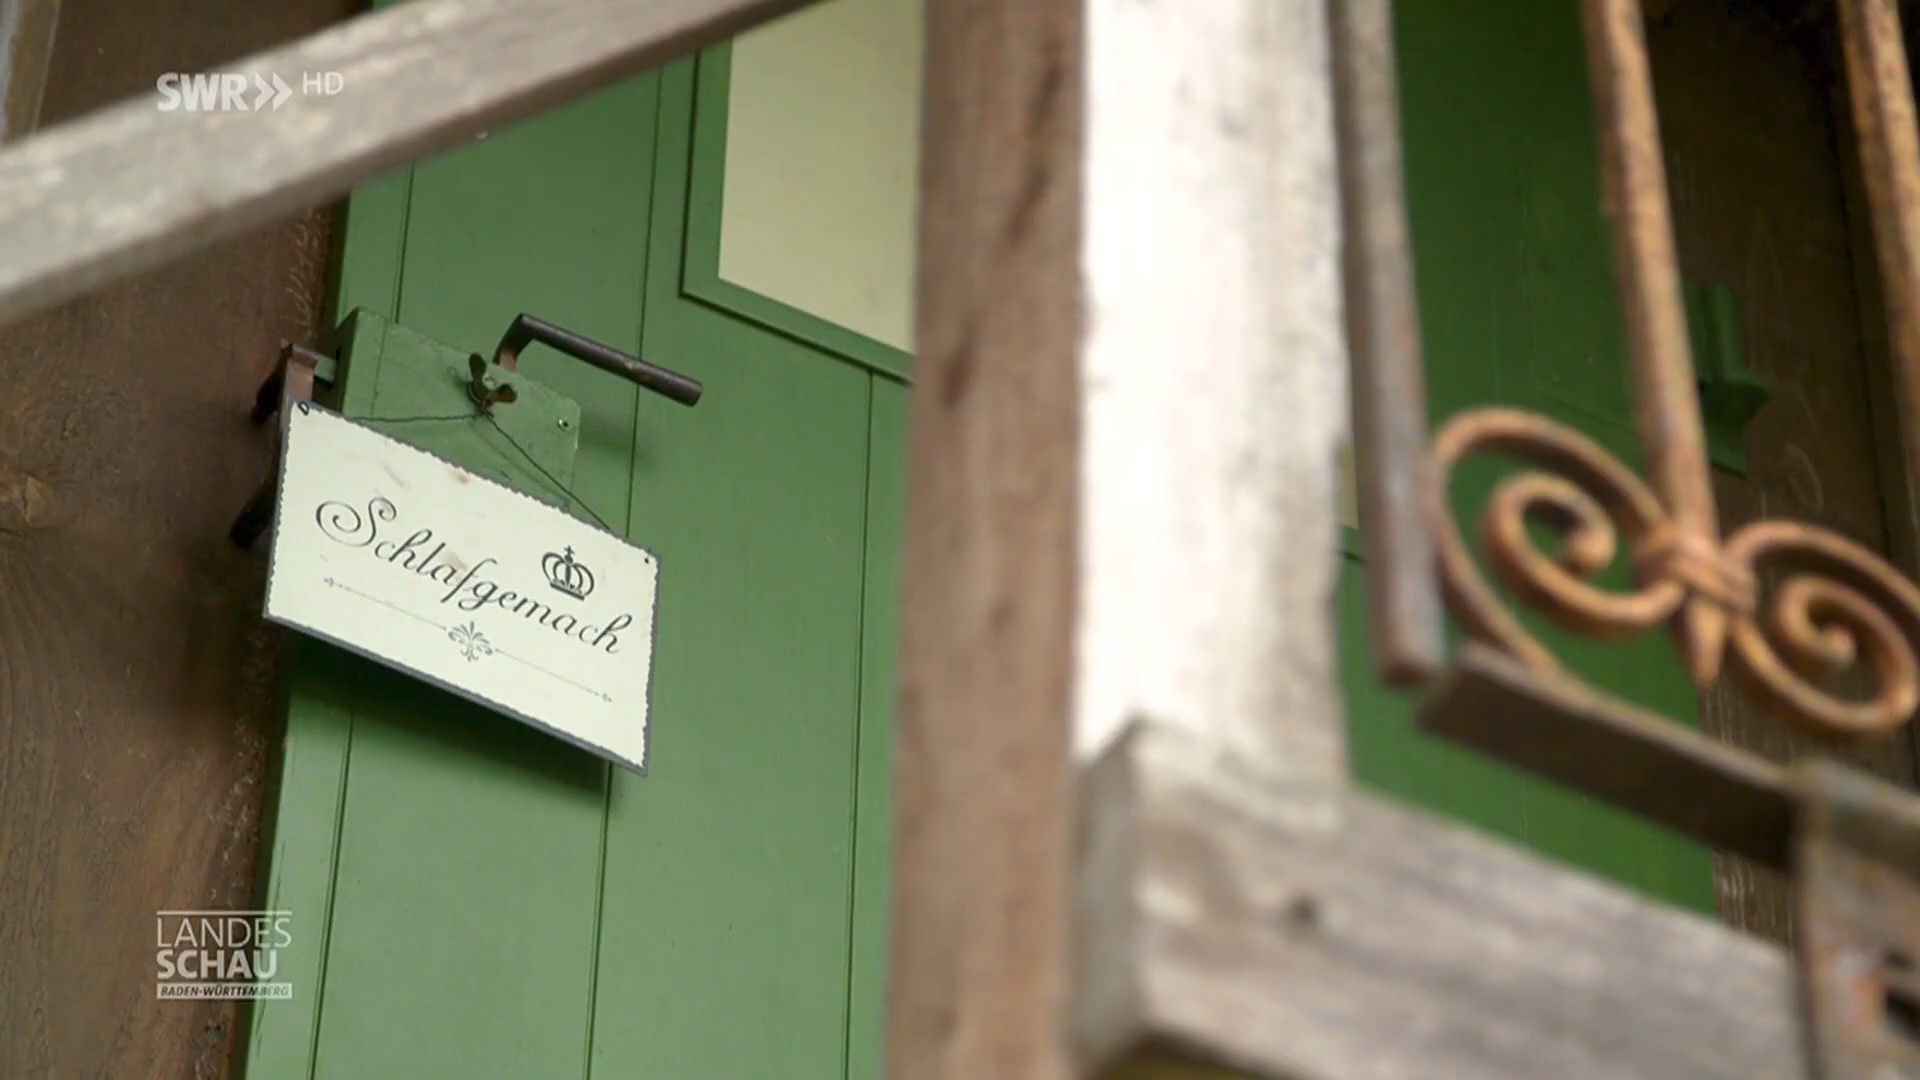 SWR HD
Schlafgemach
LANDES
SCHAU
BADEN-WÜRTTEMBERG